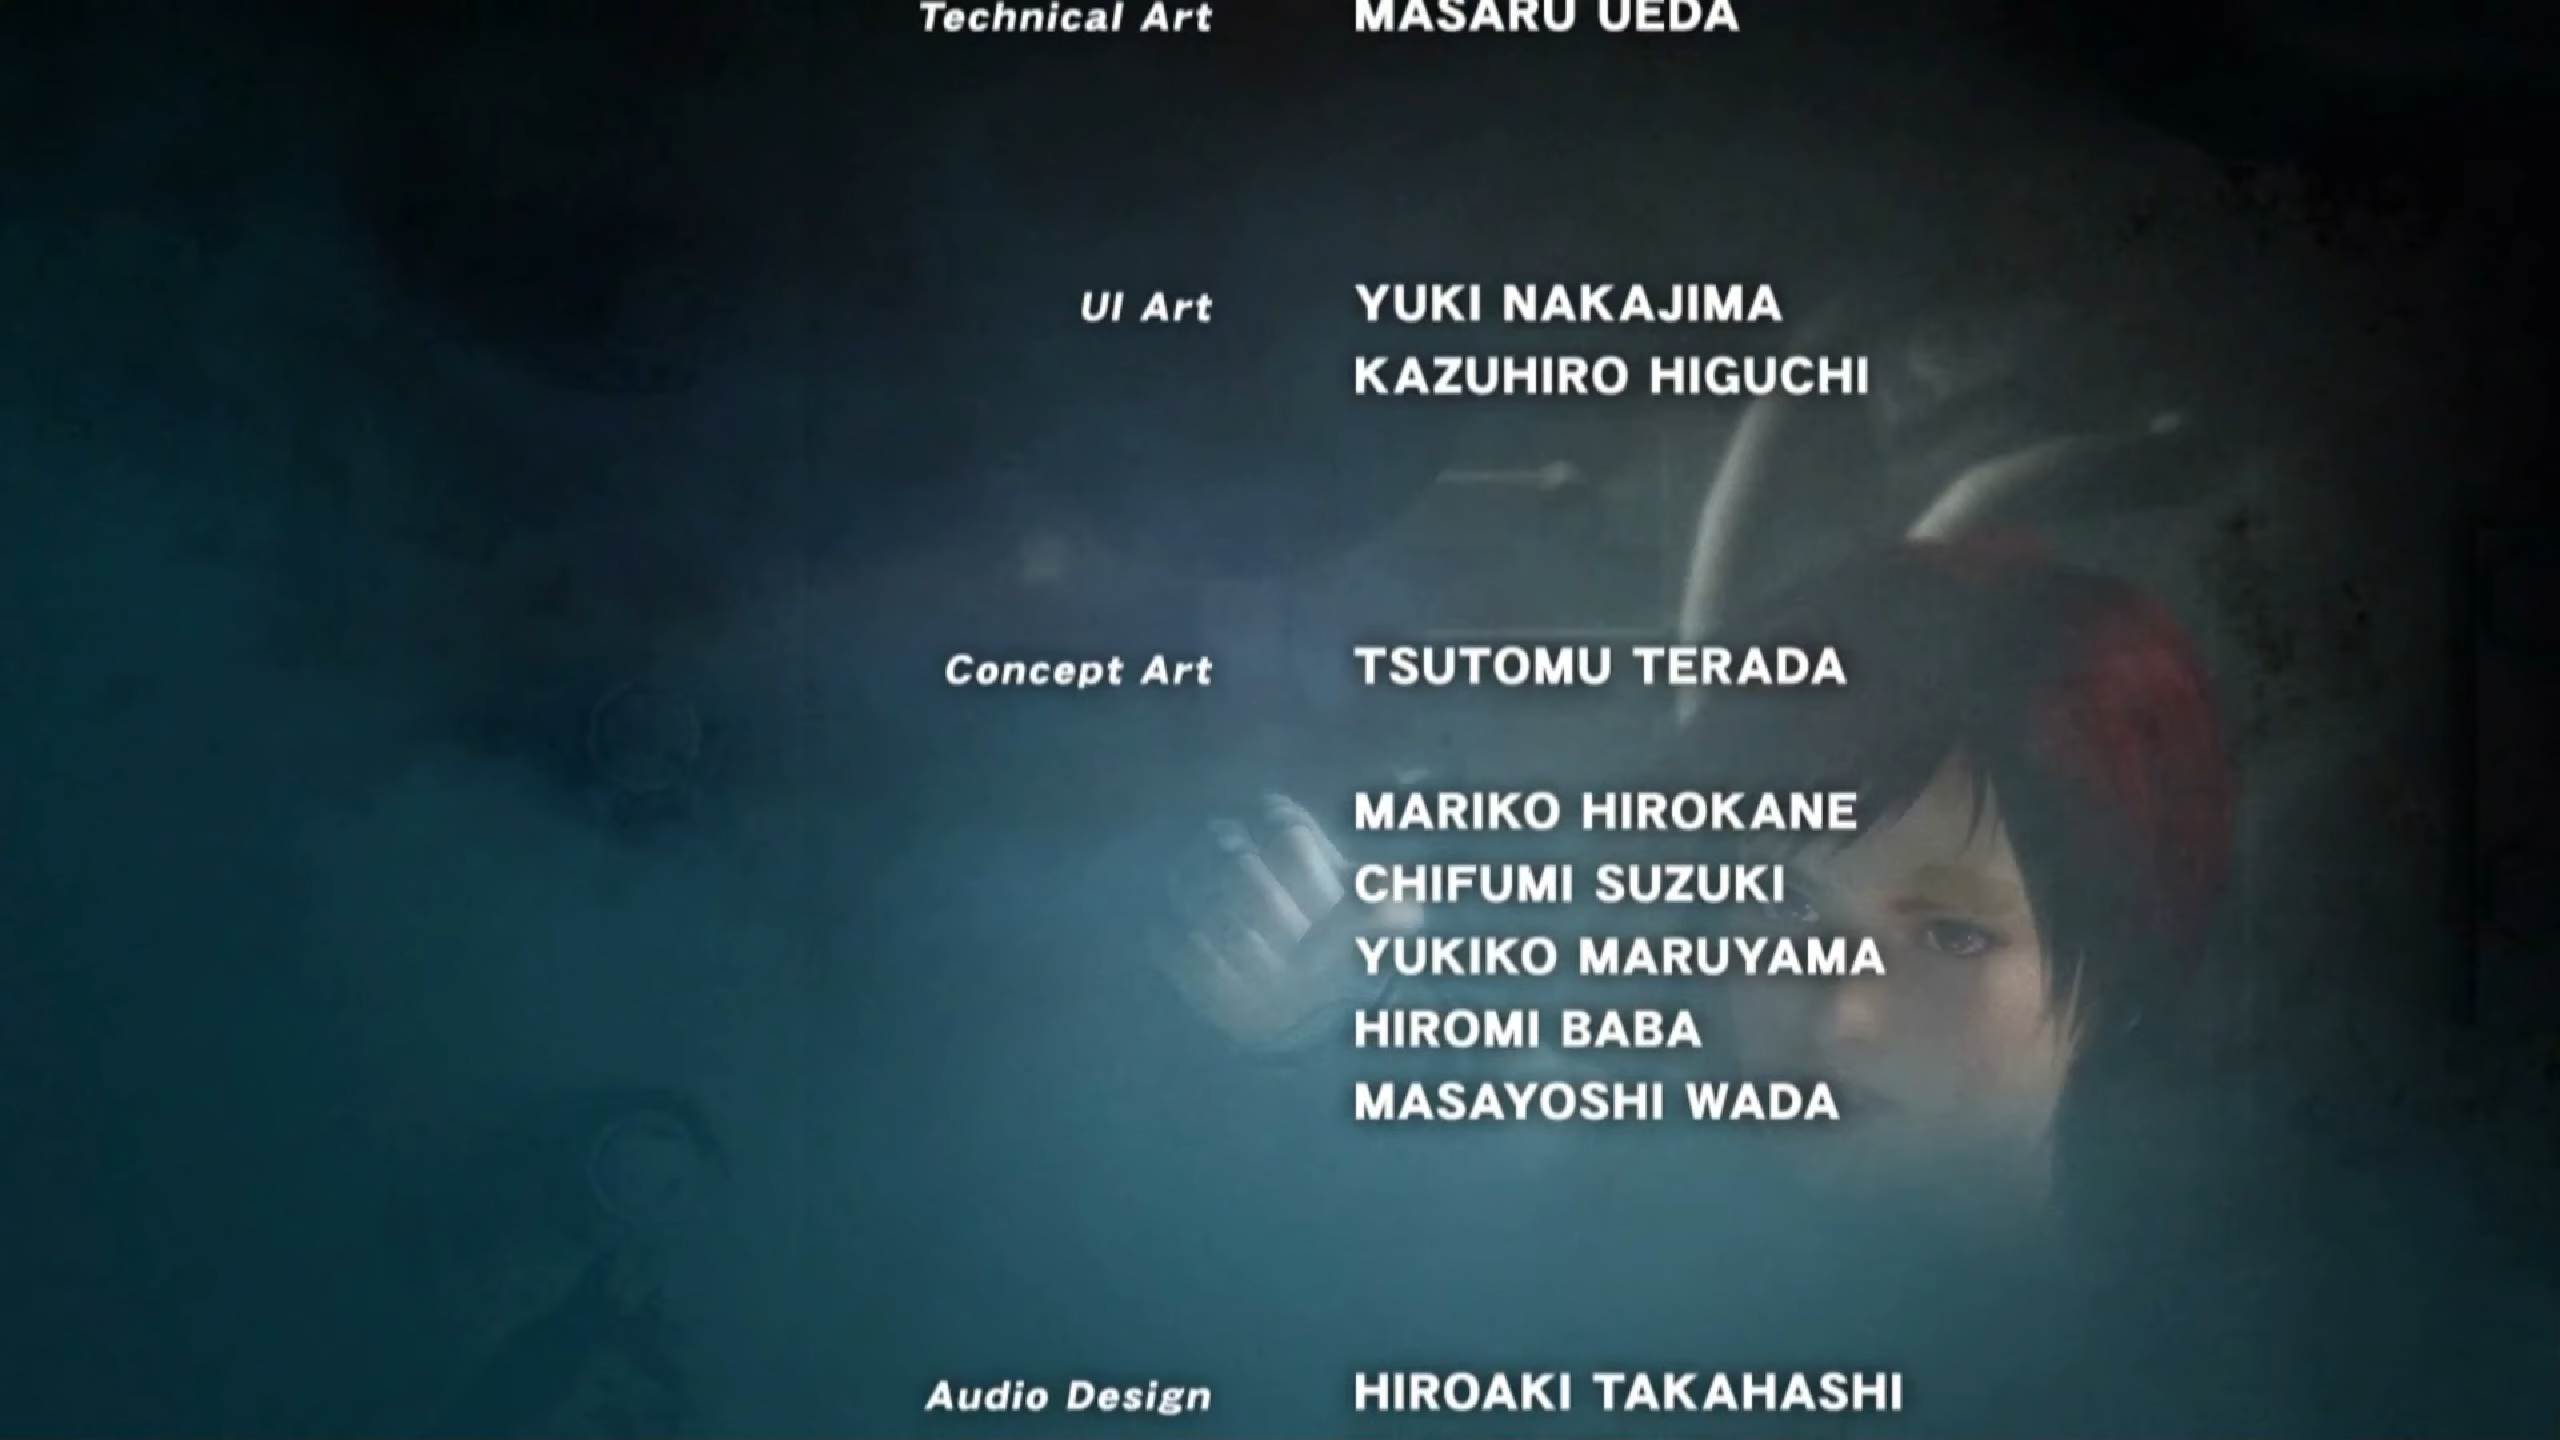 Technical Art MASARU UEDA
UI Art YUKI NAKAJIMA
KAZUHIRO HIGUCHI
Concept Art TSUTOMU TERADA
MARIKO HIROKANE
CHIFUMI SUZUKI
YUKIKO MARUYAMA
HIROMI BABA
MASAYOSHI WADA
Audio Design HIROAKI TAKAHASHI